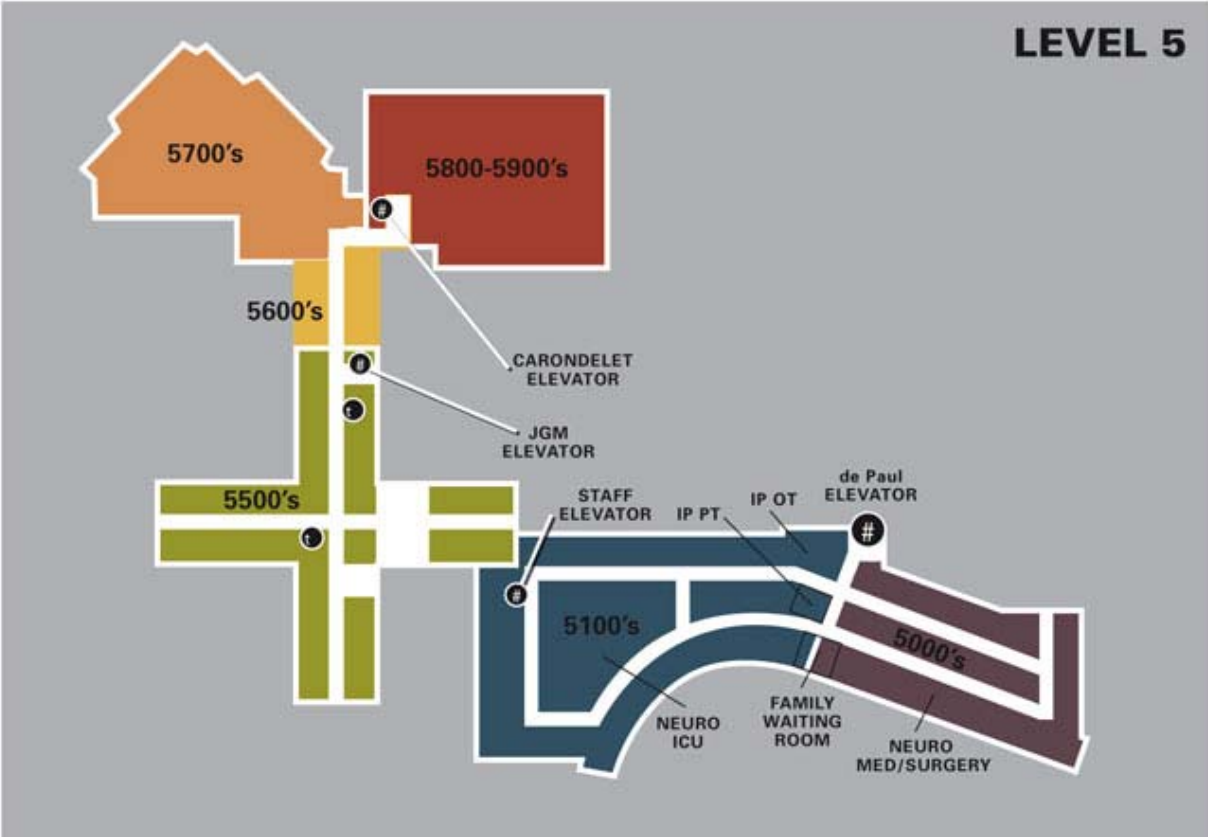 LEVEL 5
5700's
5800-5900's
#
5600's
CARONDELET
ELEVATOR
#
t
JGM
ELEVATOR
5500's
t
STAFF
ELEVATOR
IP PT
IP OT
de Paul
ELEVATOR
#
#
5100's
5000's
NEURO
ICU
FAMILY
WAITING
ROOM
NEURO
MED/SURGERY